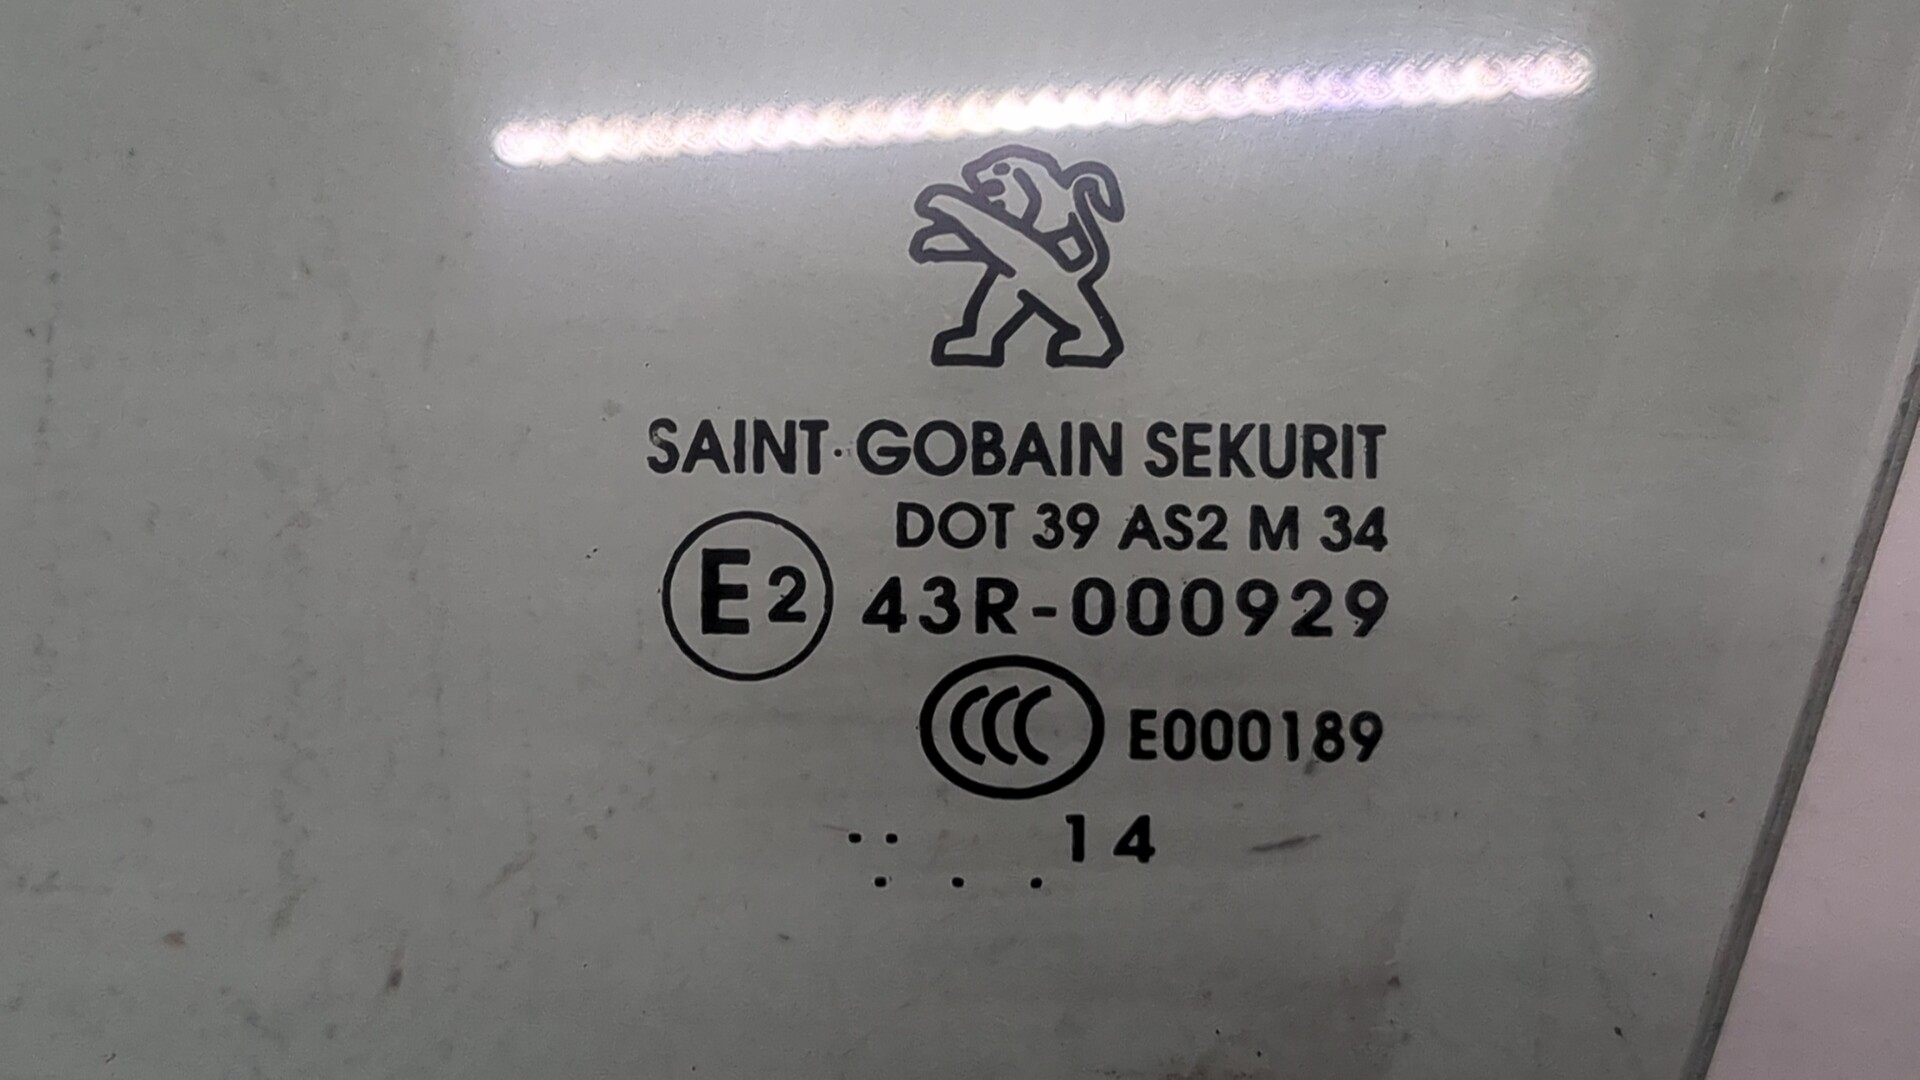 SAINT·GOBAIN SEKURIT
DOT 39 AS2 M 34
E2 43R-000929
CCC E000189
14